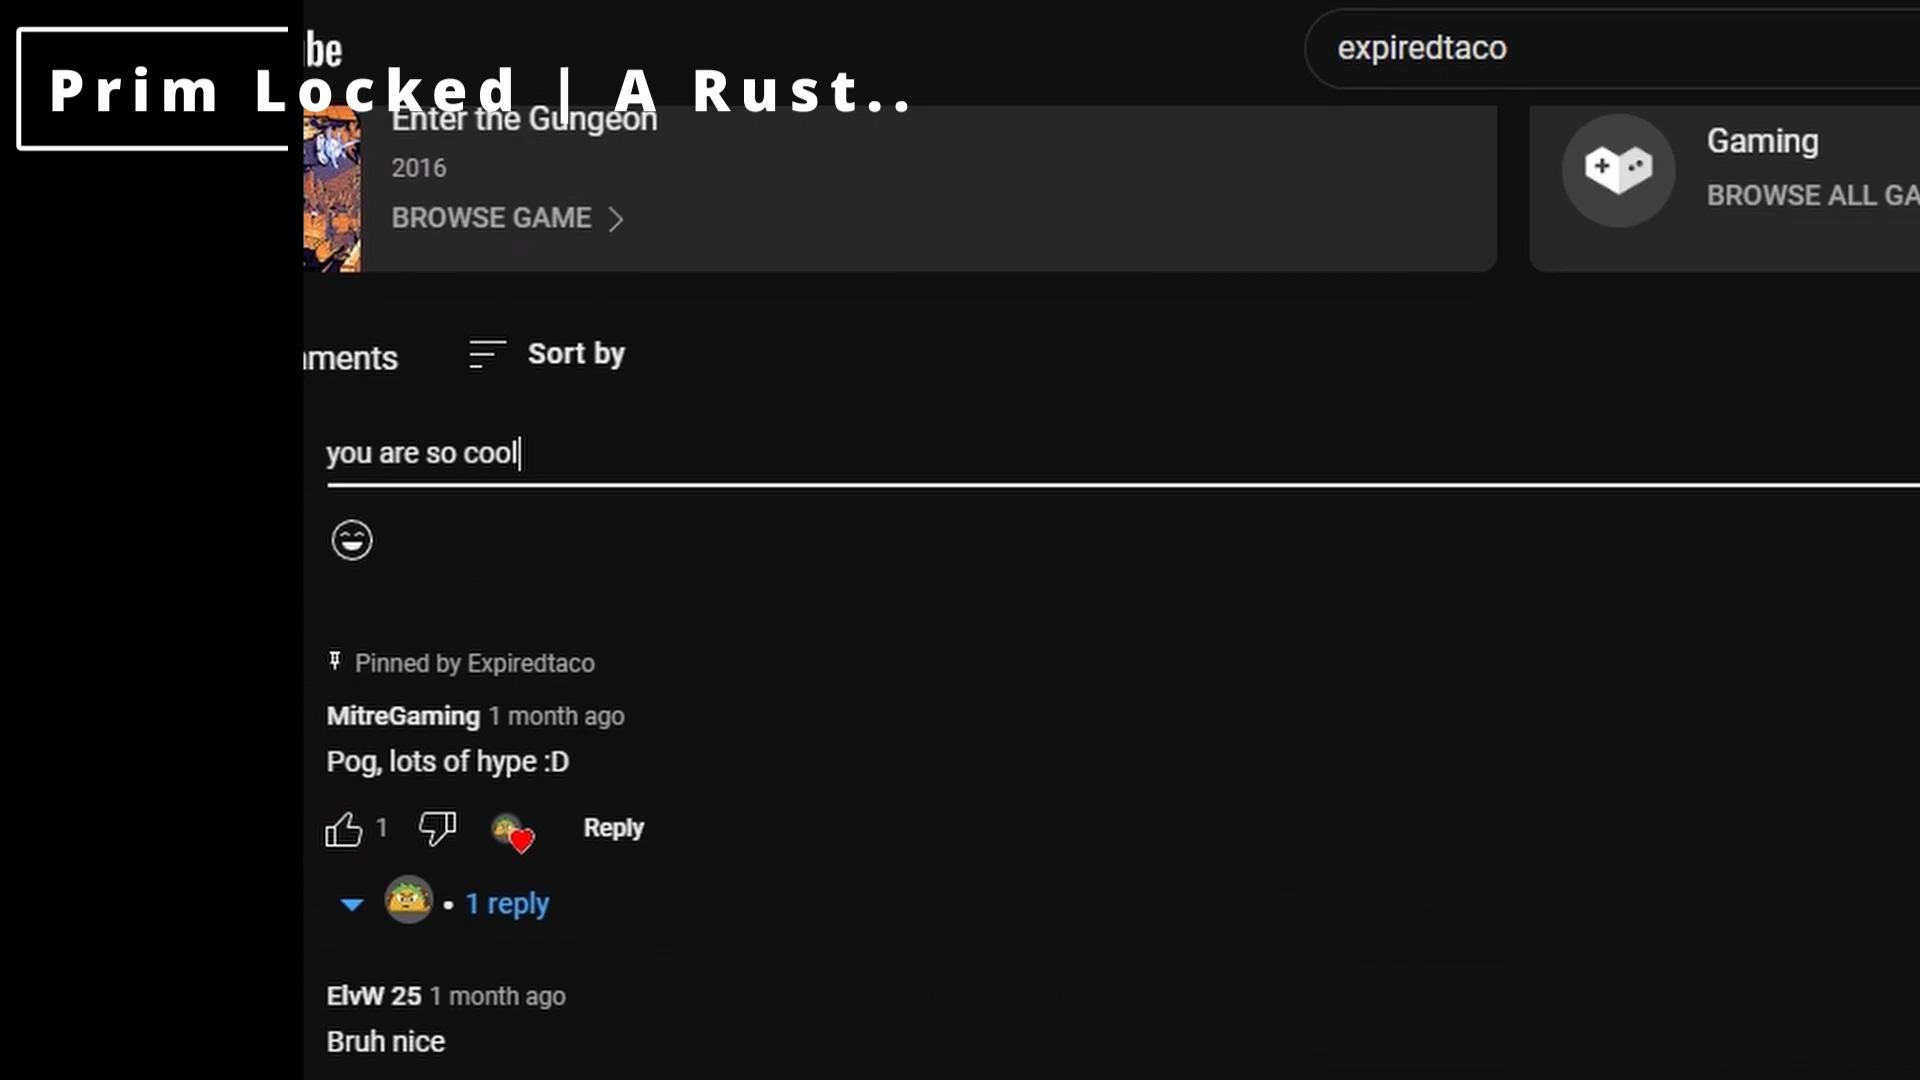 be
expiredtaco
Prim Locked | A Rust..
Enter the Gungeon
2016
BROWSE GAME
Gaming
BROWSE ALL GA
mments
Sort by
you are so cool
Pinned by Expiredtaco
MitreGaming 1 month ago
Pog, lots of hype :D
1
Reply
• 1 reply
ElvW 25 1 month ago
Bruh nice